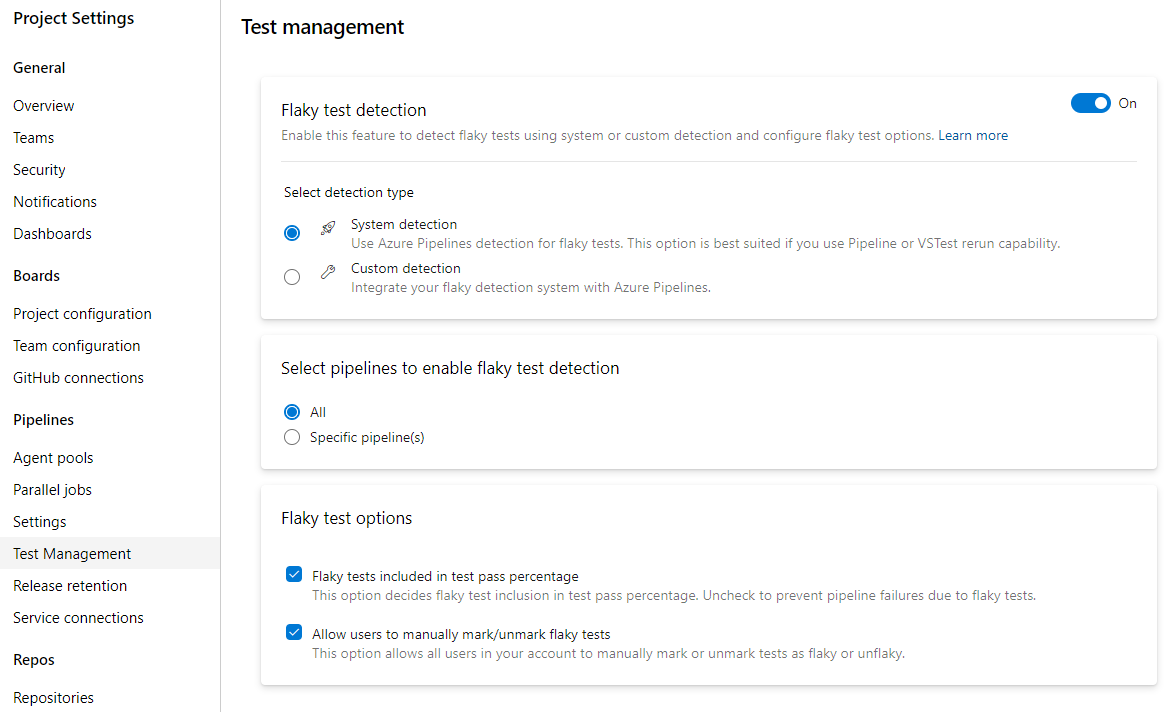 Project Settings
General
Overview
Teams
Security
Notifications
Dashboards
Boards
Project configuration
Team configuration
GitHub connections
Pipelines
Agent pools
Parallel jobs
Settings
Test Management
Release retention
Service connections
Repos
Repositories
Test management
Flaky test detection
On
Enable this feature to detect flaky tests using system or custom detection and configure flaky test options. Learn more
Select detection type
System detection
Use Azure Pipelines detection for flaky tests. This option is best suited if you use Pipeline or VSTest rerun capability.
Custom detection
Integrate your flaky detection system with Azure Pipelines.
Select pipelines to enable flaky test detection
All
Specific pipeline(s)
Flaky test options
Flaky tests included in test pass percentage
This option decides flaky test inclusion in test pass percentage. Uncheck to prevent pipeline failures due to flaky tests.
Allow users to manually mark/unmark flaky tests
This option allows all users in your account to manually mark or unmark tests as flaky or unflaky.